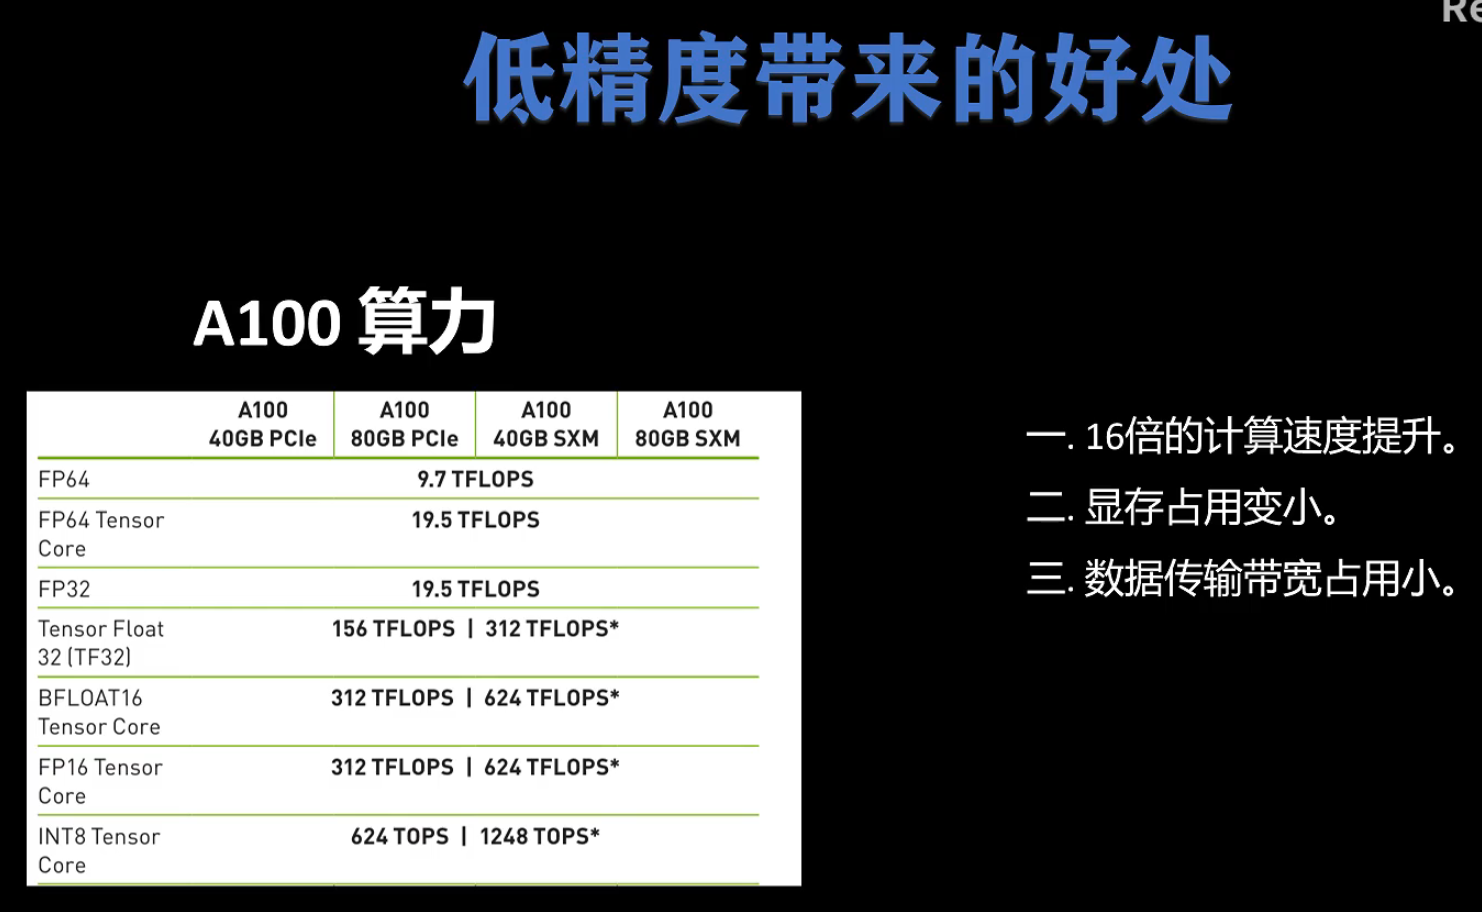 Re
低精度带来的好处
A100 算力
A100 40GB PCIe A100 80GB PCIe A100 40GB SXM A100 80GB SXM
FP64 9.7 TFLOPS
FP64 Tensor Core 19.5 TFLOPS
FP32 19.5 TFLOPS
Tensor Float 32 (TF32) 156 TFLOPS | 312 TFLOPS*
BFLOAT16 Tensor Core 312 TFLOPS | 624 TFLOPS*
FP16 Tensor Core 312 TFLOPS | 624 TFLOPS*
INT8 Tensor Core 624 TOPS | 1248 TOPS*
一. 16倍的计算速度提升。
二. 显存占用变小。
三. 数据传输带宽占用小。